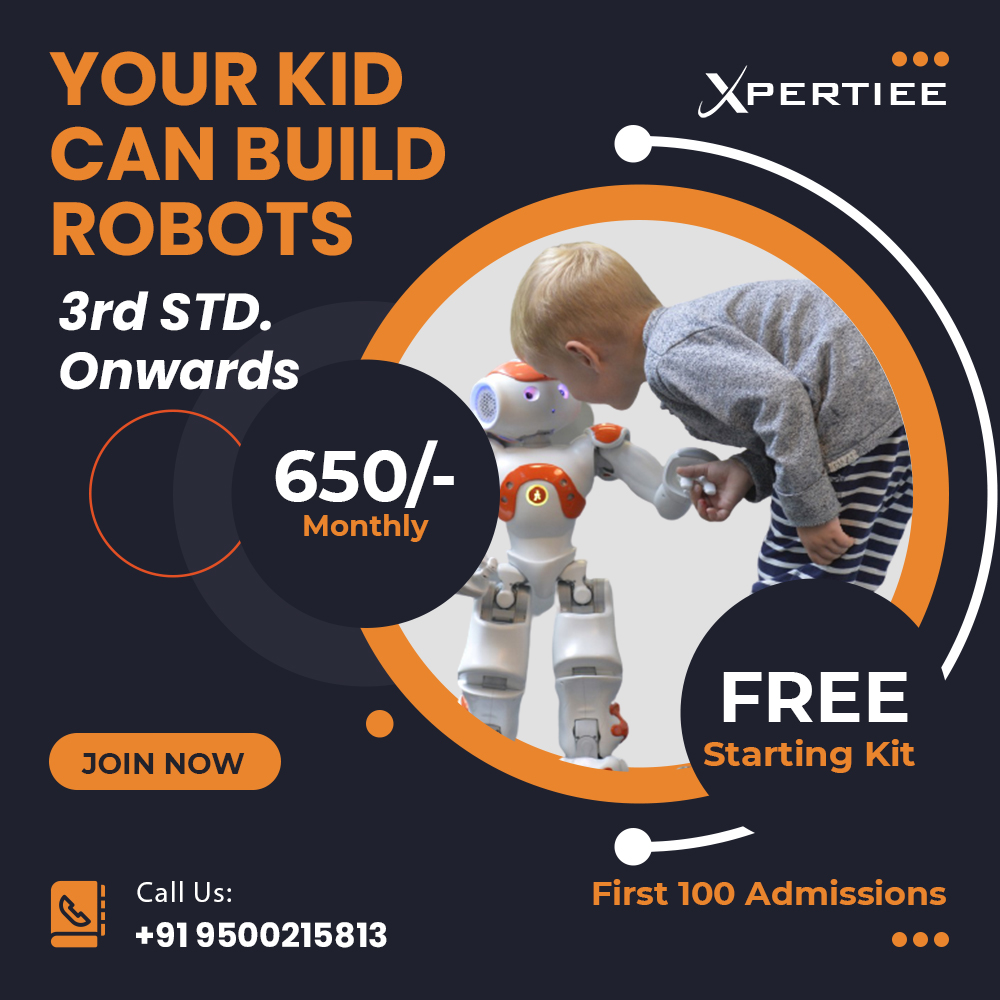 YOUR KID
CAN BUILD
ROBOTS
XPERTIEE
3rd STD.
Onwards
650/-
Monthly
FREE
Starting Kit
JOIN NOW
Call Us:
+91 9500215813
First 100 Admissions